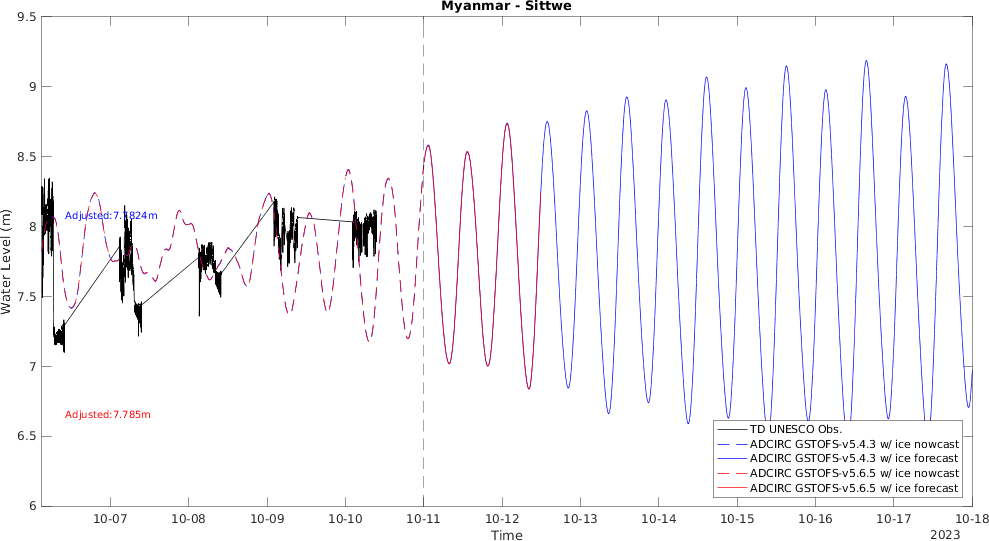 Myanmar - Sittwe
9.5
9
8.5
8
7.5
7
6.5
6
Water Level (m)
Adjusted:7.7824m
Adjusted:7.785m
TD UNESCO Obs.
ADCIRC GSTOFS-v5.4.3 w/ ice nowcast
ADCIRC GSTOFS-v5.4.3 w/ ice forecast
ADCIRC GSTOFS-v5.6.5 w/ ice nowcast
ADCIRC GSTOFS-v5.6.5 w/ ice forecast
10-07 10-08 10-09 10-10 10-11 10-12 10-13 10-14 10-15 10-16 10-17 10-18
Time
2023